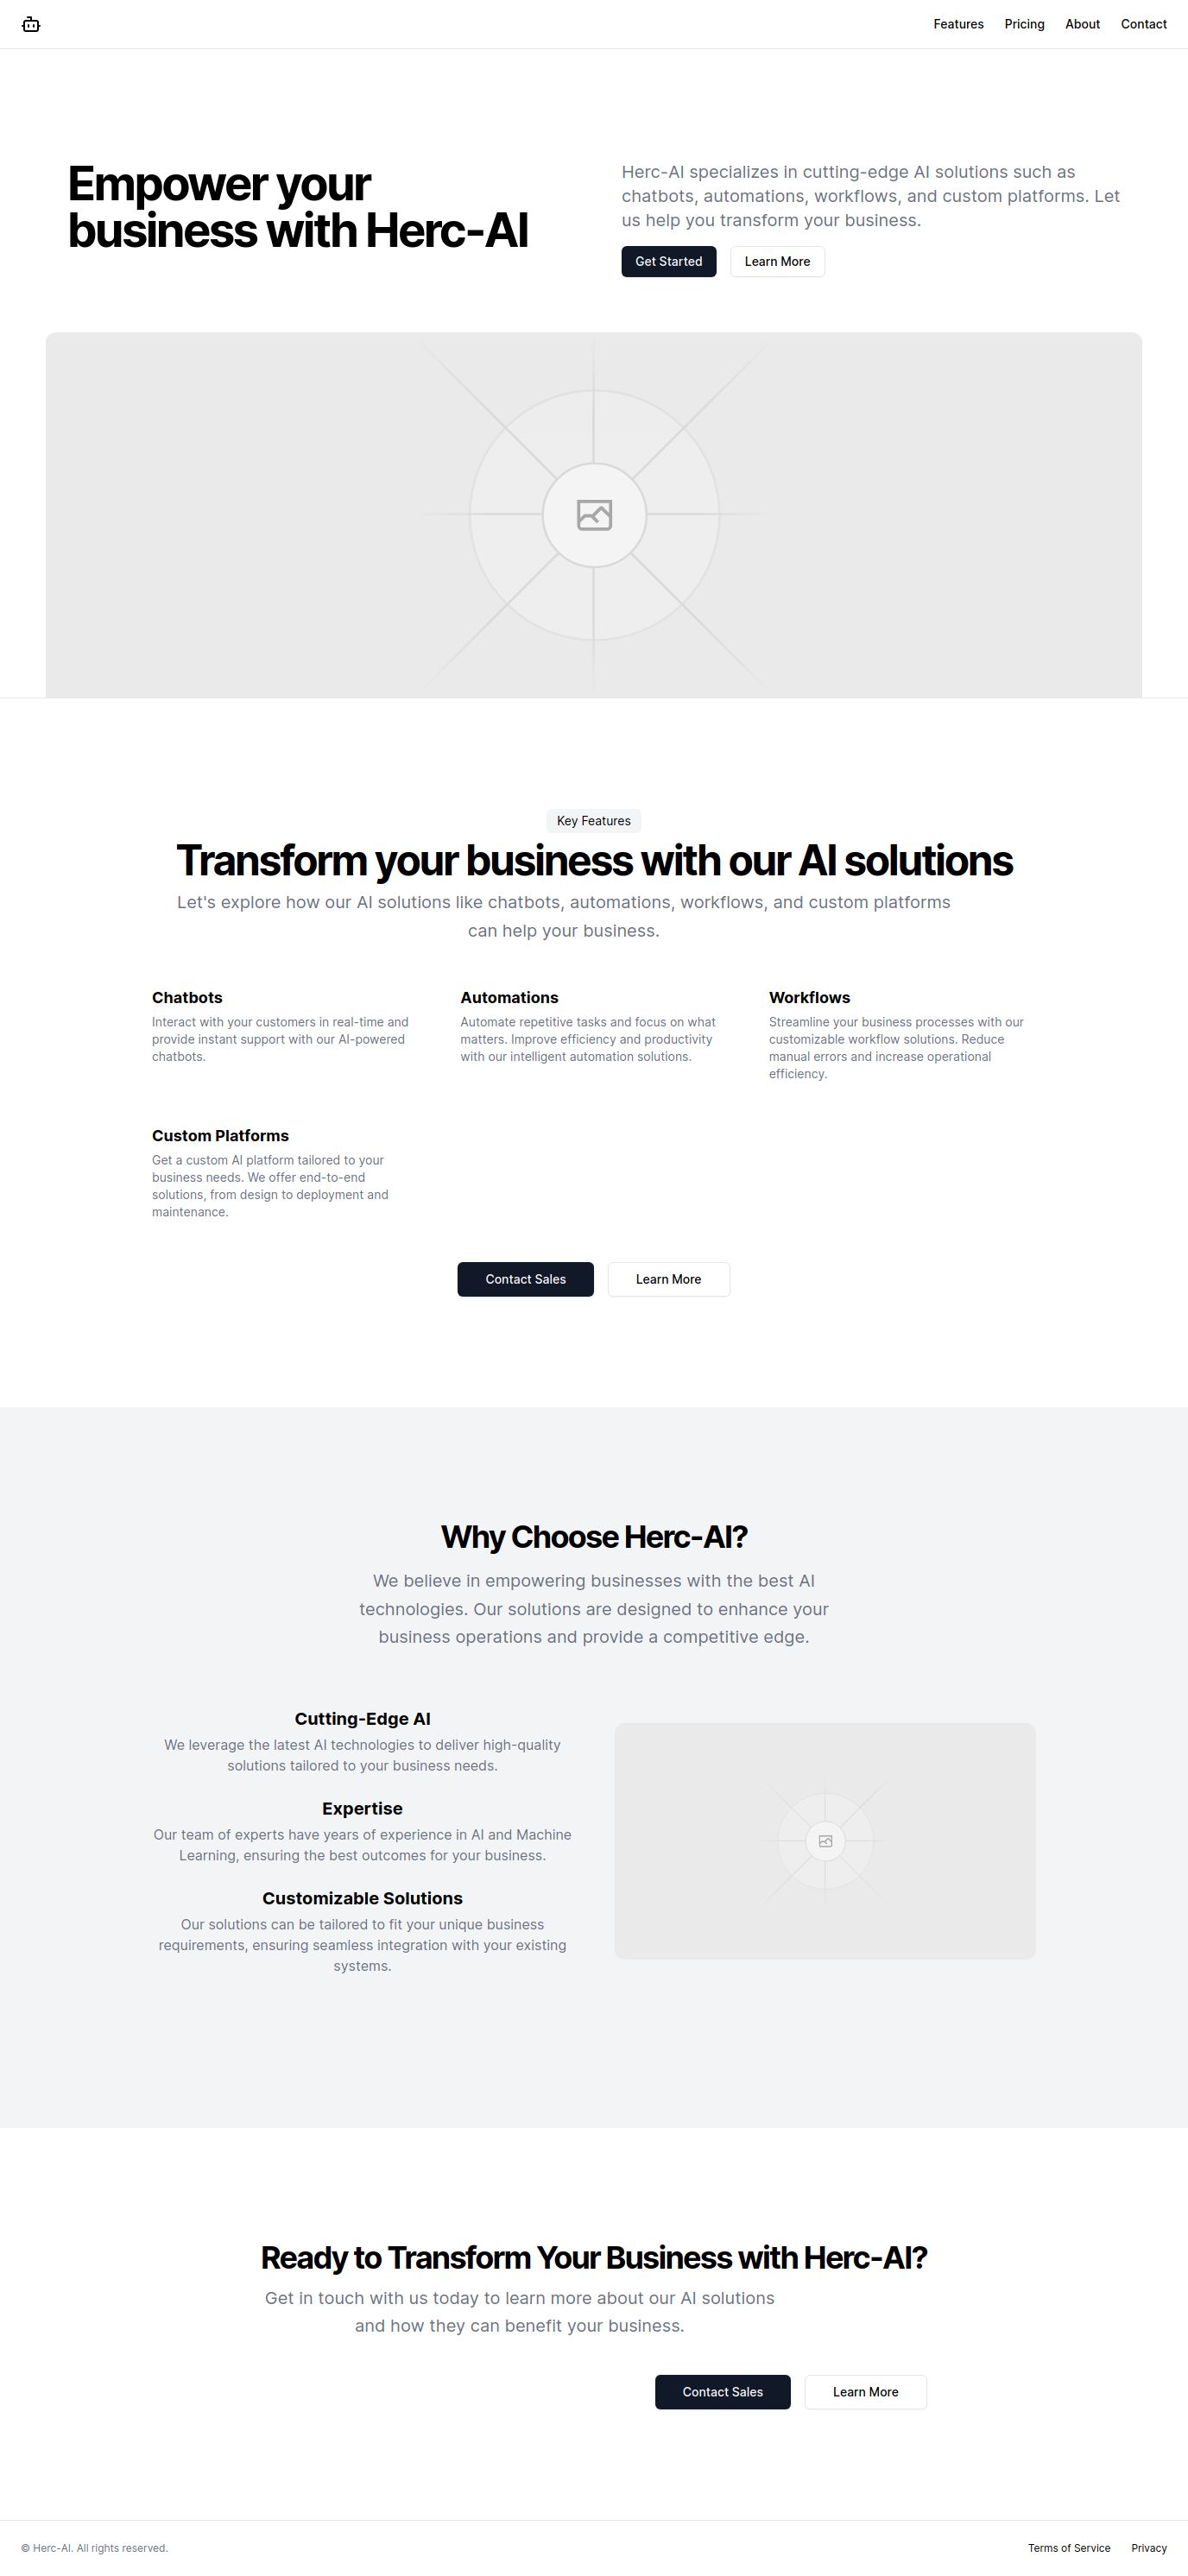 Features Pricing About Contact
Empower your
business with Herc-AI
Herc-AI specializes in cutting-edge AI solutions such as
chatbots, automations, workflows, and custom platforms. Let
us help you transform your business.
Get Started Learn More
Key Features
Transform your business with our AI solutions
Let's explore how our AI solutions like chatbots, automations, workflows, and custom platforms
can help your business.
Chatbots
Interact with your customers in real-time and
provide instant support with our AI-powered
chatbots.
Automations
Automate repetitive tasks and focus on what
matters. Improve efficiency and productivity
with our intelligent automation solutions.
Workflows
Streamline your business processes with our
customizable workflow solutions. Reduce
manual errors and increase operational
efficiency.
Custom Platforms
Get a custom AI platform tailored to your
business needs. We offer end-to-end
solutions, from design to deployment and
maintenance.
Contact Sales Learn More
Why Choose Herc-AI?
We believe in empowering businesses with the best AI
technologies. Our solutions are designed to enhance your
business operations and provide a competitive edge.
Cutting-Edge AI
We leverage the latest AI technologies to deliver high-quality
solutions tailored to your business needs.
Expertise
Our team of experts have years of experience in AI and Machine
Learning, ensuring the best outcomes for your business.
Customizable Solutions
Our solutions can be tailored to fit your unique business
requirements, ensuring seamless integration with your existing
systems.
Ready to Transform Your Business with Herc-AI?
Get in touch with us today to learn more about our AI solutions
and how they can benefit your business.
Contact Sales Learn More
© Herc-AI. All rights reserved.
Terms of Service Privacy